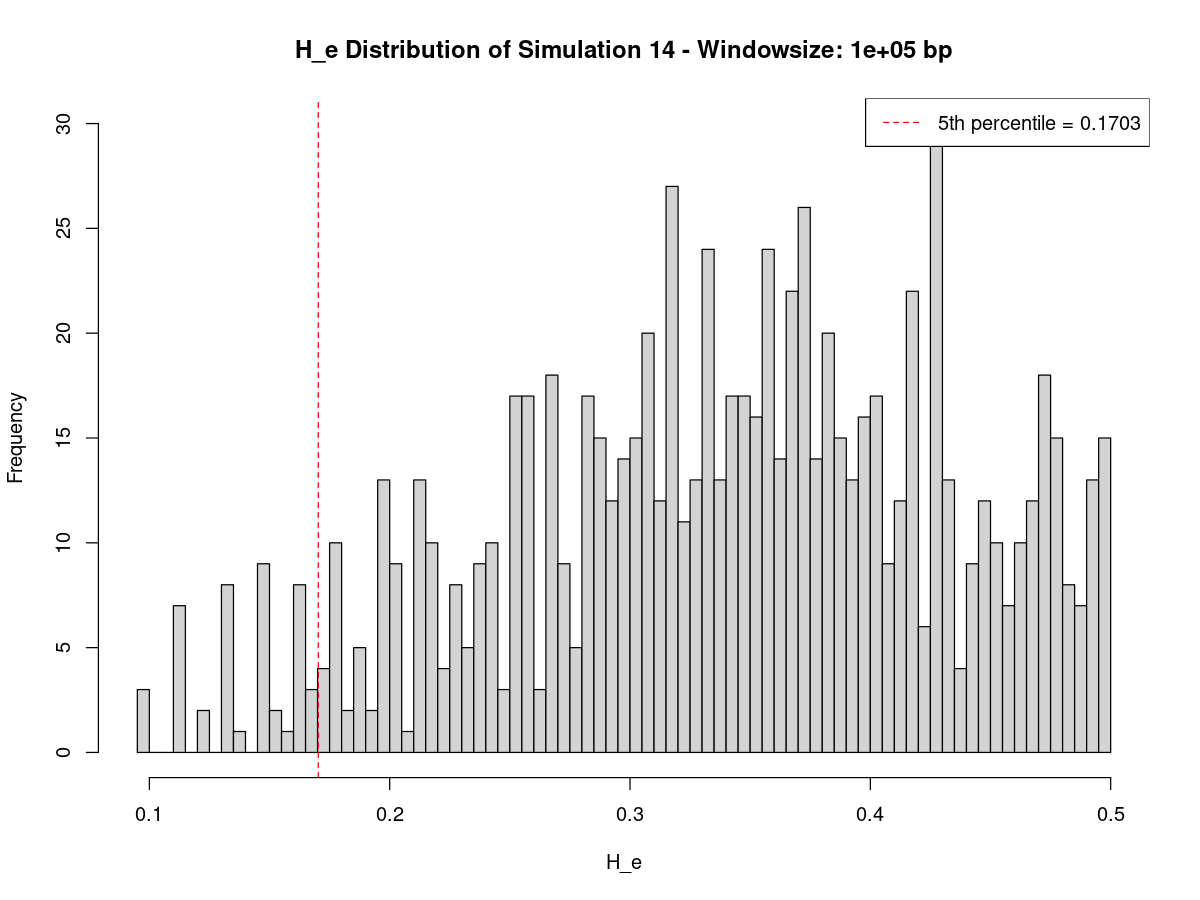 H_e Distribution of Simulation 14 - Windowsize: 1e+05 bp
5th percentile = 0.1703
Frequency
30
25
20
15
10
5
0
0.1 0.2 0.3 0.4 0.5
H_e